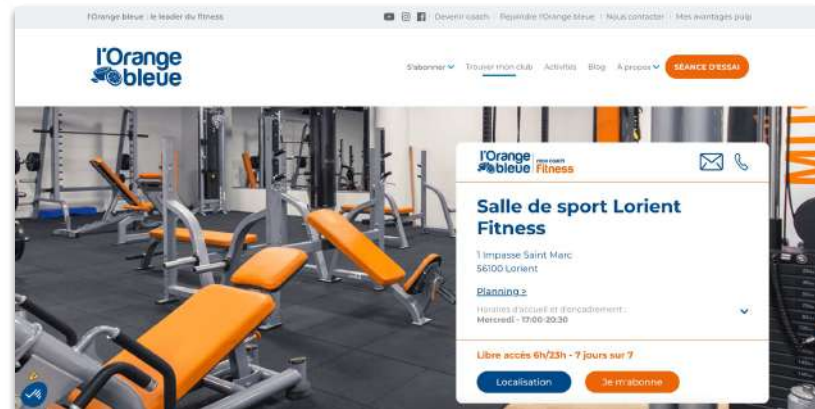 l'Orange bleue : le leader du fitness
Devenir coach
Rejoindre l'Orange bleue
Nous contacter
Mes avantages pulp
l'Orange
bleue
S'abonner
Trouver mon club
Activités
Blog
A propos
SÉANCE D'ESSAI
l'Orange
bleue
mon coach
Fitness
Salle de sport Lorient
Fitness
1 Impasse Saint Marc
56100 Lorient
Planning >
Horaires d'accueil et d'encadrement :
Mercredi - 17:00-20:30
Libre accès 6h/23h - 7 jours sur 7
Localisation
Je m'abonne